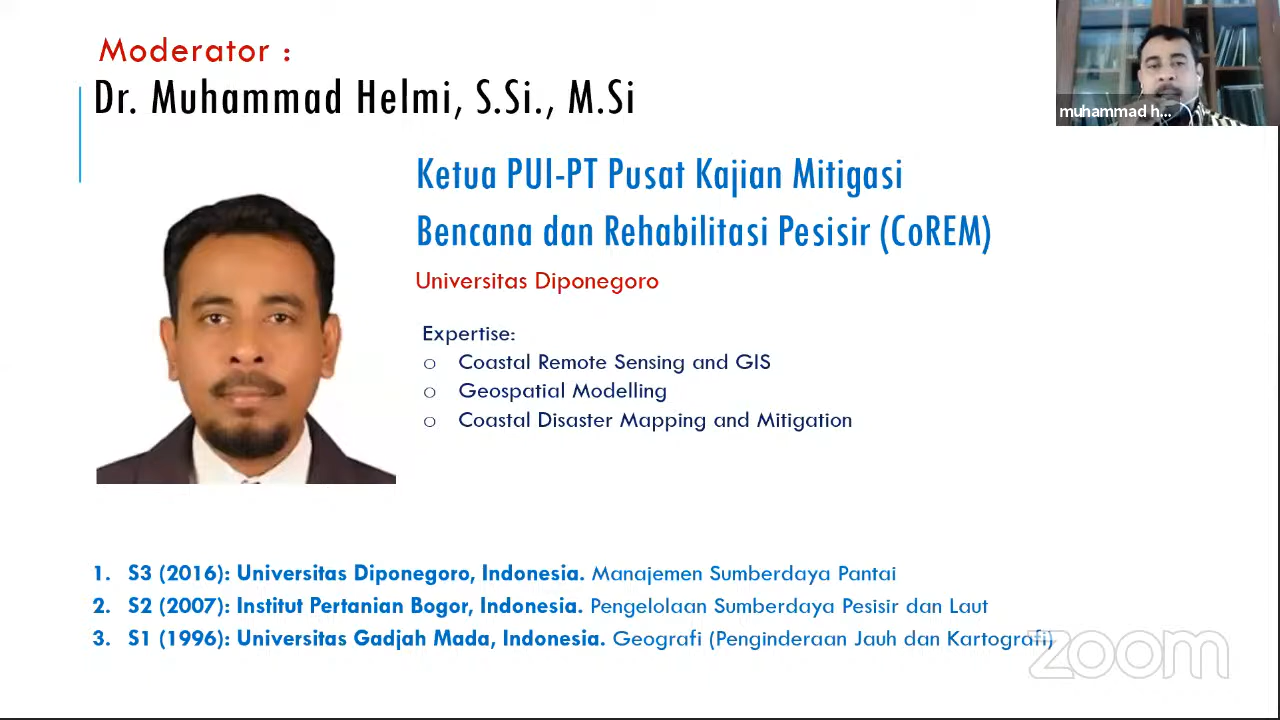 Moderator :
Dr. Muhammad Helmi, S.Si., M.Si
muhammad h...
Ketua PUI-PT Pusat Kajian Mitigasi
Bencana dan Rehabilitasi Pesisir (CoREM)
Universitas Diponegoro
Expertise:
o Coastal Remote Sensing and GIS
o Geospatial Modelling
o Coastal Disaster Mapping and Mitigation
1. S3 (2016): Universitas Diponegoro, Indonesia. Manajemen Sumberdaya Pantai
2. S2 (2007): Institut Pertanian Bogor, Indonesia. Pengelolaan Sumberdaya Pesisir dan Laut
3. S1 (1996): Universitas Gadjah Mada, Indonesia. Geografi (Penginderaan Jauh dan Kartografi)
zoom